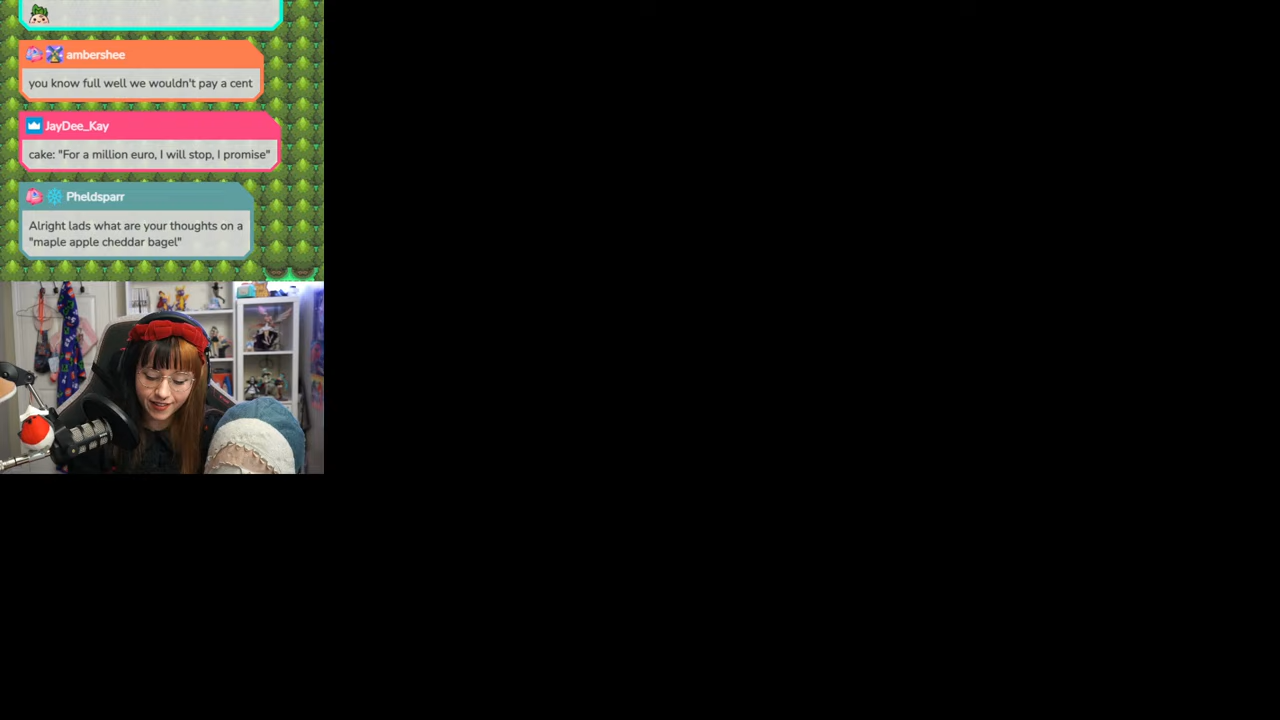 ambershee
you know full well we wouldn't pay a cent
JayDee_Kay
cake: "For a million euro, I will stop, I promise"
Pheldsparr
Alright lads what are your thoughts on a
"maple apple cheddar bagel"